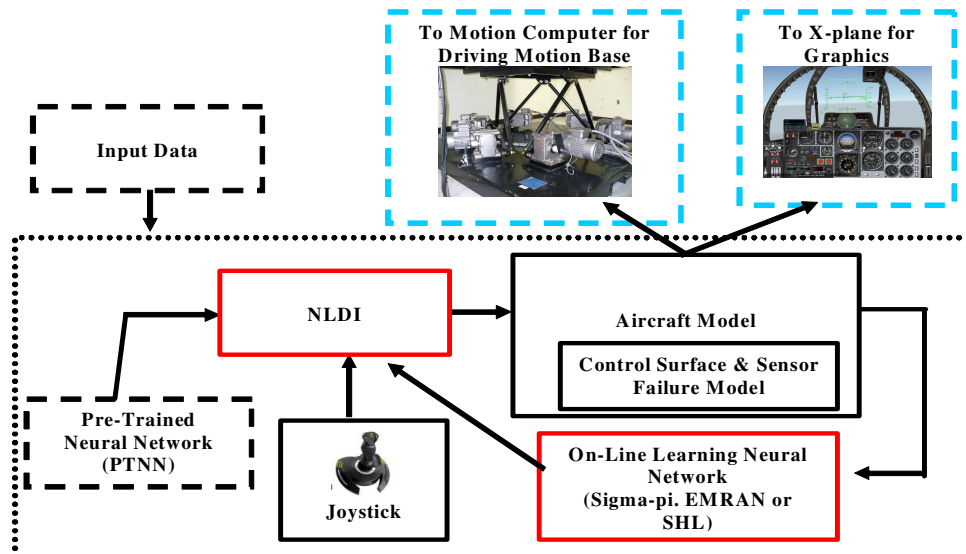 To Motion Computer for
Driving Motion Base
To X-plane for
Graphics
Input Data
NLDI
Aircraft Model
Control Surface & Sensor
Failure Model
Pre-Trained
Neural Network
(PTNN)
Joystick
On-Line Learning Neural
Network
(Sigma-pi. EMRAN or
SHL)